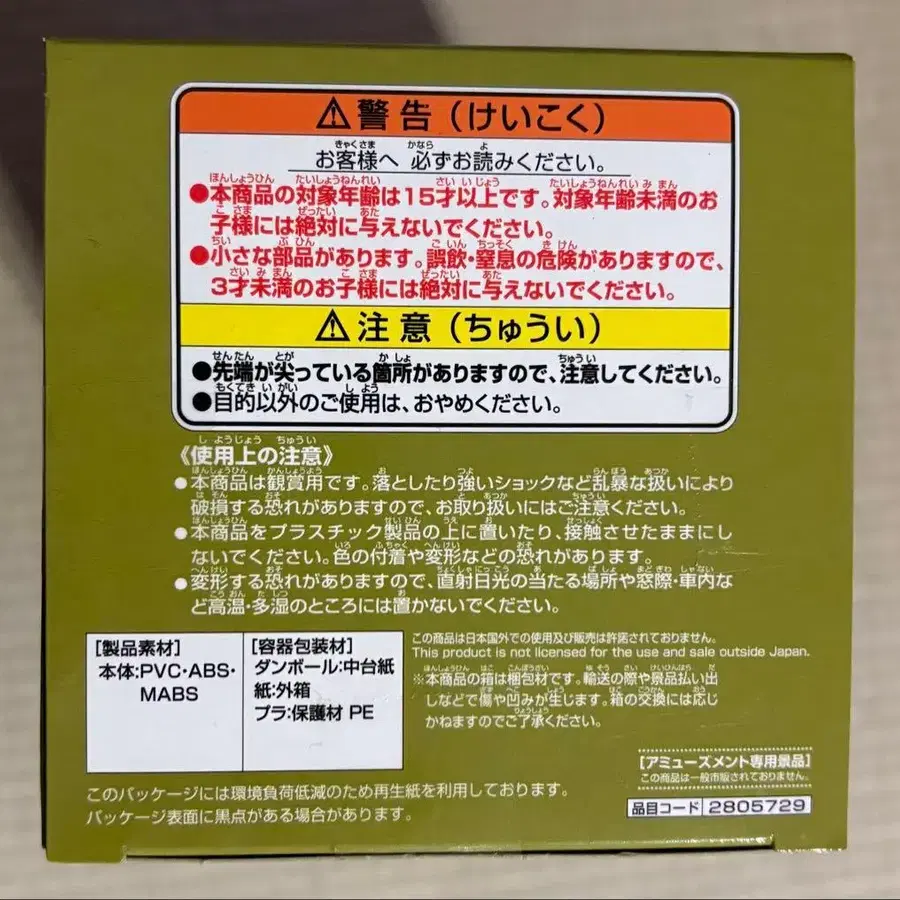 ⚠警告（けいこく）
お客様へ 必ずお読みください。
●本商品の対象年齢は15才以上です。対象年齢未満のお
子様には絶対に与えないでください。
●小さな部品があります。誤飲・窒息の危険がありますので、
3才未満のお子様には絶対に与えないでください。
⚠注意（ちゅうい）
●先端が尖っている箇所がありますので、注意してください。
●目的以外のご使用は、おやめください。
《使用上の注意》
●本商品は観賞用です。落としたり強いショックなど乱暴な扱いにより
破損する恐れがありますので、お取り扱いにはご注意ください。
●本商品をプラスチック製品の上に置いたり、接触させたままにし
ないでください。色の付着や変形などの恐れがあります。
●変形する恐れがありますので、直射日光の当たる場所や窓際・車内な
ど高温・多湿のところには置かないでください。
[製品素材]
本体:PVC・ABS・
MABS
[容器包装材]
ダンボール:中台紙
紙:外箱
プラ:保護材 PE
この商品は日本国外での使用及び販売は許諾されておりません。
This product is not licensed for the use and sale outside Japan.
※本商品の箱は梱包材です。輸送の際や景品払い出
しなどで傷や凹みが生じます。箱の交換には応じ
かねますのでご了承ください。
[アミューズメント専用景品]
この商品は一般市販されておりません。
品目コード 2805729
このパッケージには環境負荷低減のため再生紙を利用しております。
パッケージ表面に黒点がある場合があります。